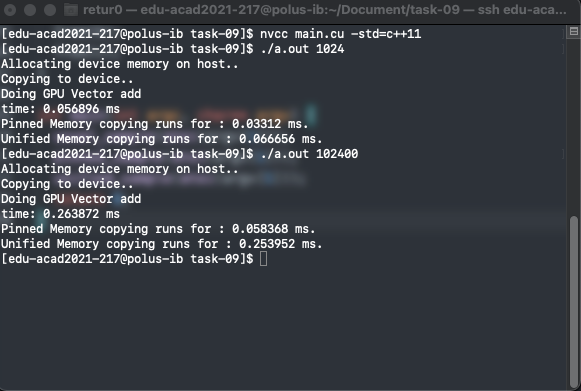 retur0 — edu-acad2021-217@polus-ib:~/Document/task-09 — ssh edu-aca...
[edu-acad2021-217@polus-ib task-09]$ nvcc main.cu -std=c++11
[edu-acad2021-217@polus-ib task-09]$ ./a.out 1024
Allocating device memory on host..
Copying to device..
Doing GPU Vector add
time: 0.056896 ms
Pinned Memory copying runs for : 0.03312 ms.
Unified Memory copying runs for : 0.066656 ms.
[edu-acad2021-217@polus-ib task-09]$ ./a.out 102400
Allocating device memory on host..
Copying to device..
Doing GPU Vector add
time: 0.263872 ms
Pinned Memory copying runs for : 0.058368 ms.
Unified Memory copying runs for : 0.253952 ms.
[edu-acad2021-217@polus-ib task-09]$